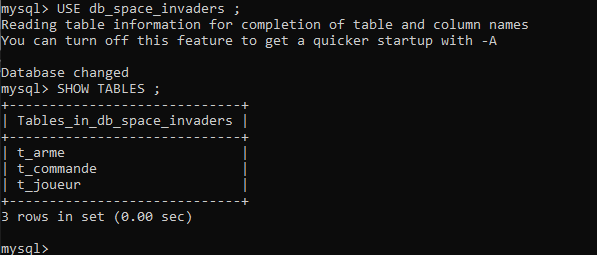 mysql> USE db_space_invaders ;
Reading table information for completion of table and column names
You can turn off this feature to get a quicker startup with -A

Database changed
mysql> SHOW TABLES ;
+-----------------------------+
| Tables_in_db_space_invaders |
+-----------------------------+
| t_arme                      |
| t_commande                  |
| t_joueur                    |
+-----------------------------+
3 rows in set (0.00 sec)

mysql>